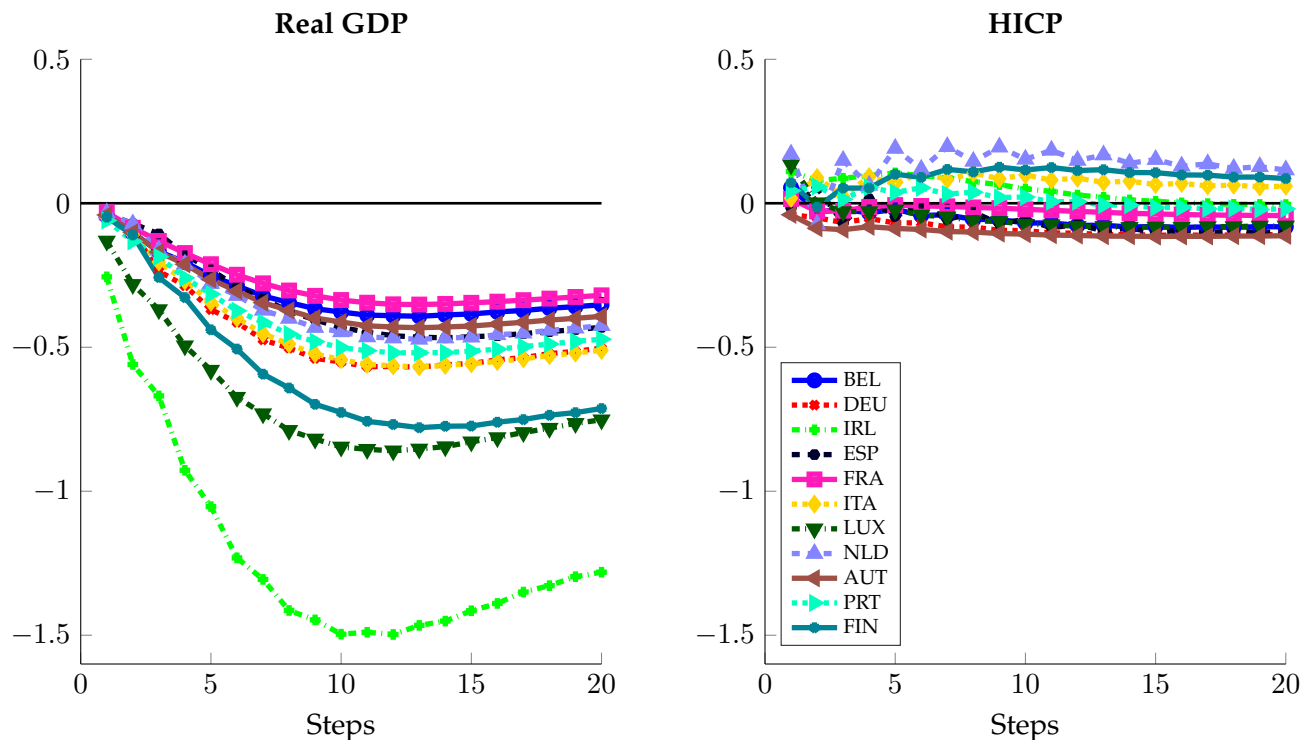 Real GDP
0.5
0
−0.5
−1
−1.5
0 5 10 15 20
Steps
HICP
0.5
0
−0.5
−1
−1.5
BEL
DEU
IRL
ESP
FRA
ITA
LUX
NLD
AUT
PRT
FIN
0 5 10 15 20
Steps